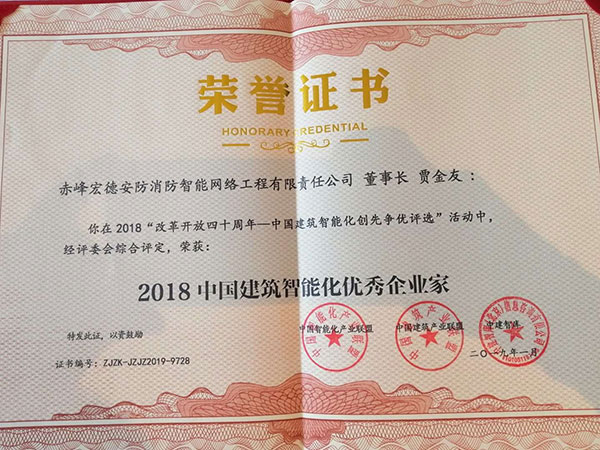 荣誉证书
HONORARY CREDENTIAL
赤峰宏德安防消防智能网络工程有限责任公司 董事长 贾金友：
你在2018“改革开放四十周年—中国建筑智能化创先争优评选”活动中，
经评委会综合评定，荣获：
2018中国建筑智能化优秀企业家
特发此证，以资鼓励
中国智能化产业联盟 中国建筑产业联盟 中建智库
证书编号：ZJZK-JZJZ2019-9728
二〇一九年一月